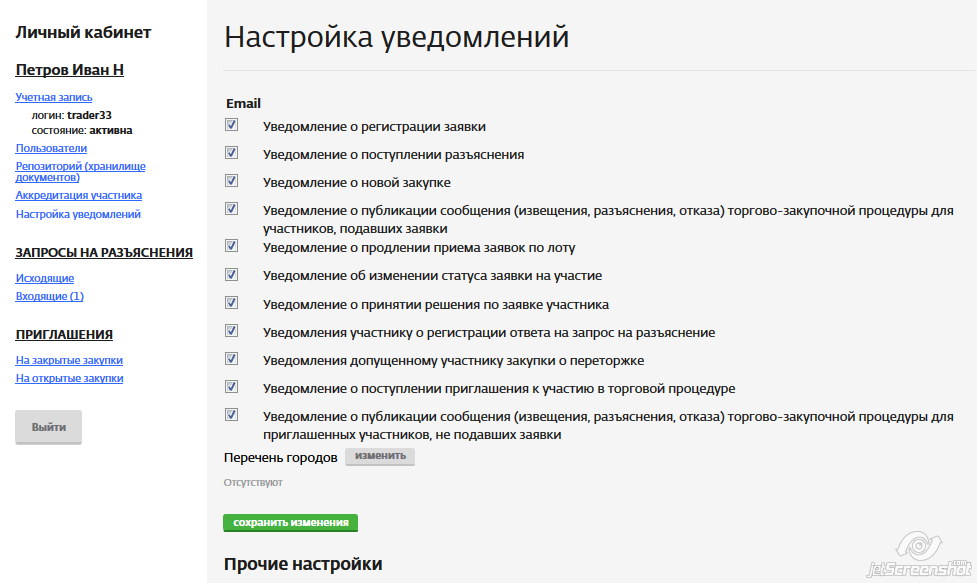 Личный кабинет
Петров Иван Н
Учетная запись
логин: trader33
состояние: активна
Пользователи
Репозиторий (хранилище
документов)
Аккредитация участника
Настройка уведомлений
ЗАПРОСЫ НА РАЗЪЯСНЕНИЯ
Исходящие
Входящие (1)
ПРИГЛАШЕНИЯ
На закрытые закупки
На открытые закупки
Выйти
Настройка уведомлений
Email
Уведомление о регистрации заявки
Уведомление о поступлении разъяснения
Уведомление о новой закупке
Уведомление о публикации сообщения (извещения, разъяснения, отказа) торгово-закупочной процедуры для
участников, подавших заявки
Уведомление о продлении приема заявок по лоту
Уведомление об изменении статуса заявки на участие
Уведомление о принятии решения по заявке участника
Уведомления участнику о регистрации ответа на запрос на разъяснение
Уведомления допущенному участнику закупки о переторжке
Уведомление о поступлении приглашения к участию в торговой процедуре
Уведомление о публикации сообщения (извещения, разъяснения, отказа) торгово-закупочной процедуры для
приглашенных участников, не подавших заявки
Перечень городов изменить
Отсутствуют
сохранить изменения
Прочие настройки
jetScreenshot.com